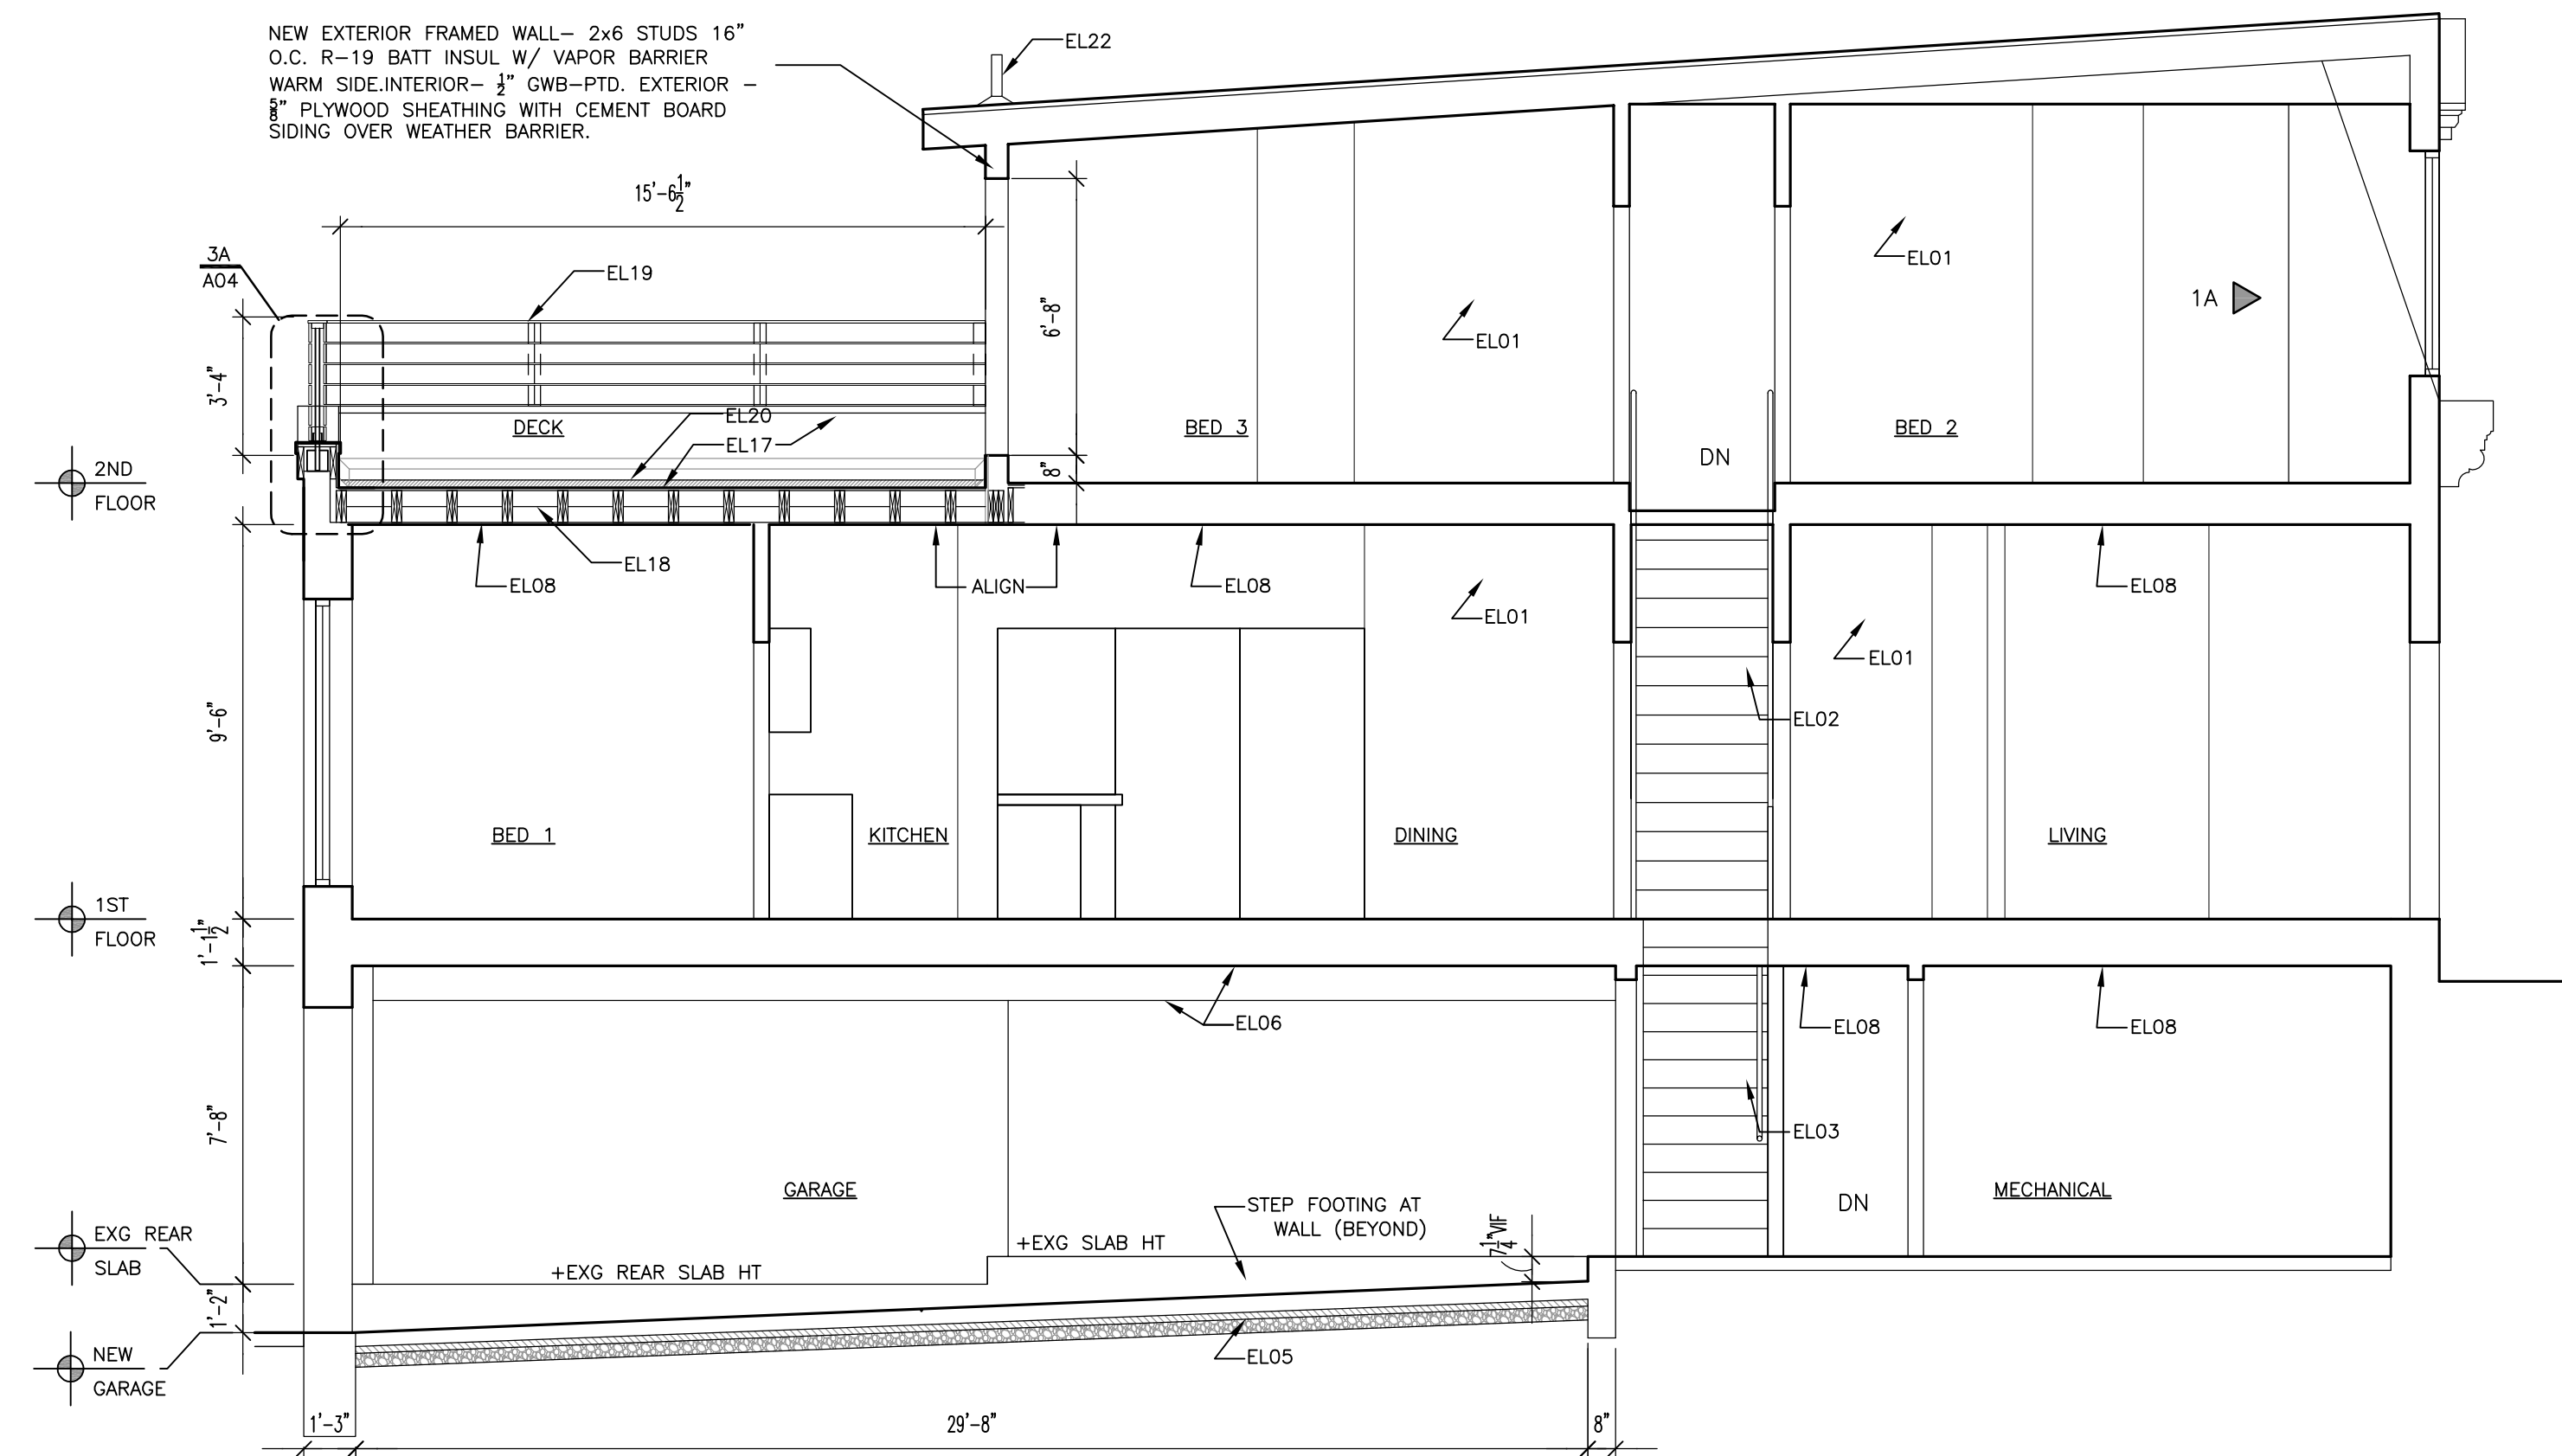 NEW EXTERIOR FRAMED WALL– 2x6 STUDS 16"
O.C. R–19 BATT INSUL W/ VAPOR BARRIER
WARM SIDE.INTERIOR– 1/2" GWB–PTD. EXTERIOR –
5/8" PLYWOOD SHEATHING WITH CEMENT BOARD
SIDING OVER WEATHER BARRIER.
EL22
15'-6 1/2"
3A
A04
EL19
EL01
EL01
1A
6'-8"
3'-4"
DECK
EL20
EL17
BED 3
BED 2
DN
8"
2ND
FLOOR
EL18
EL08
ALIGN
EL08
EL08
EL01
EL01
EL02
9'-6"
BED 1
KITCHEN
DINING
LIVING
1ST
FLOOR
1'-1 1/2"
EL06
EL08
EL08
7'-8"
EL03
GARAGE
MECHANICAL
DN
STEP FOOTING AT
WALL (BEYOND)
7 1/4"VIF
+EXG SLAB HT
+EXG REAR SLAB HT
EXG REAR
SLAB
1'-2"
NEW
GARAGE
EL05
1'-3"
29'-8"
8"